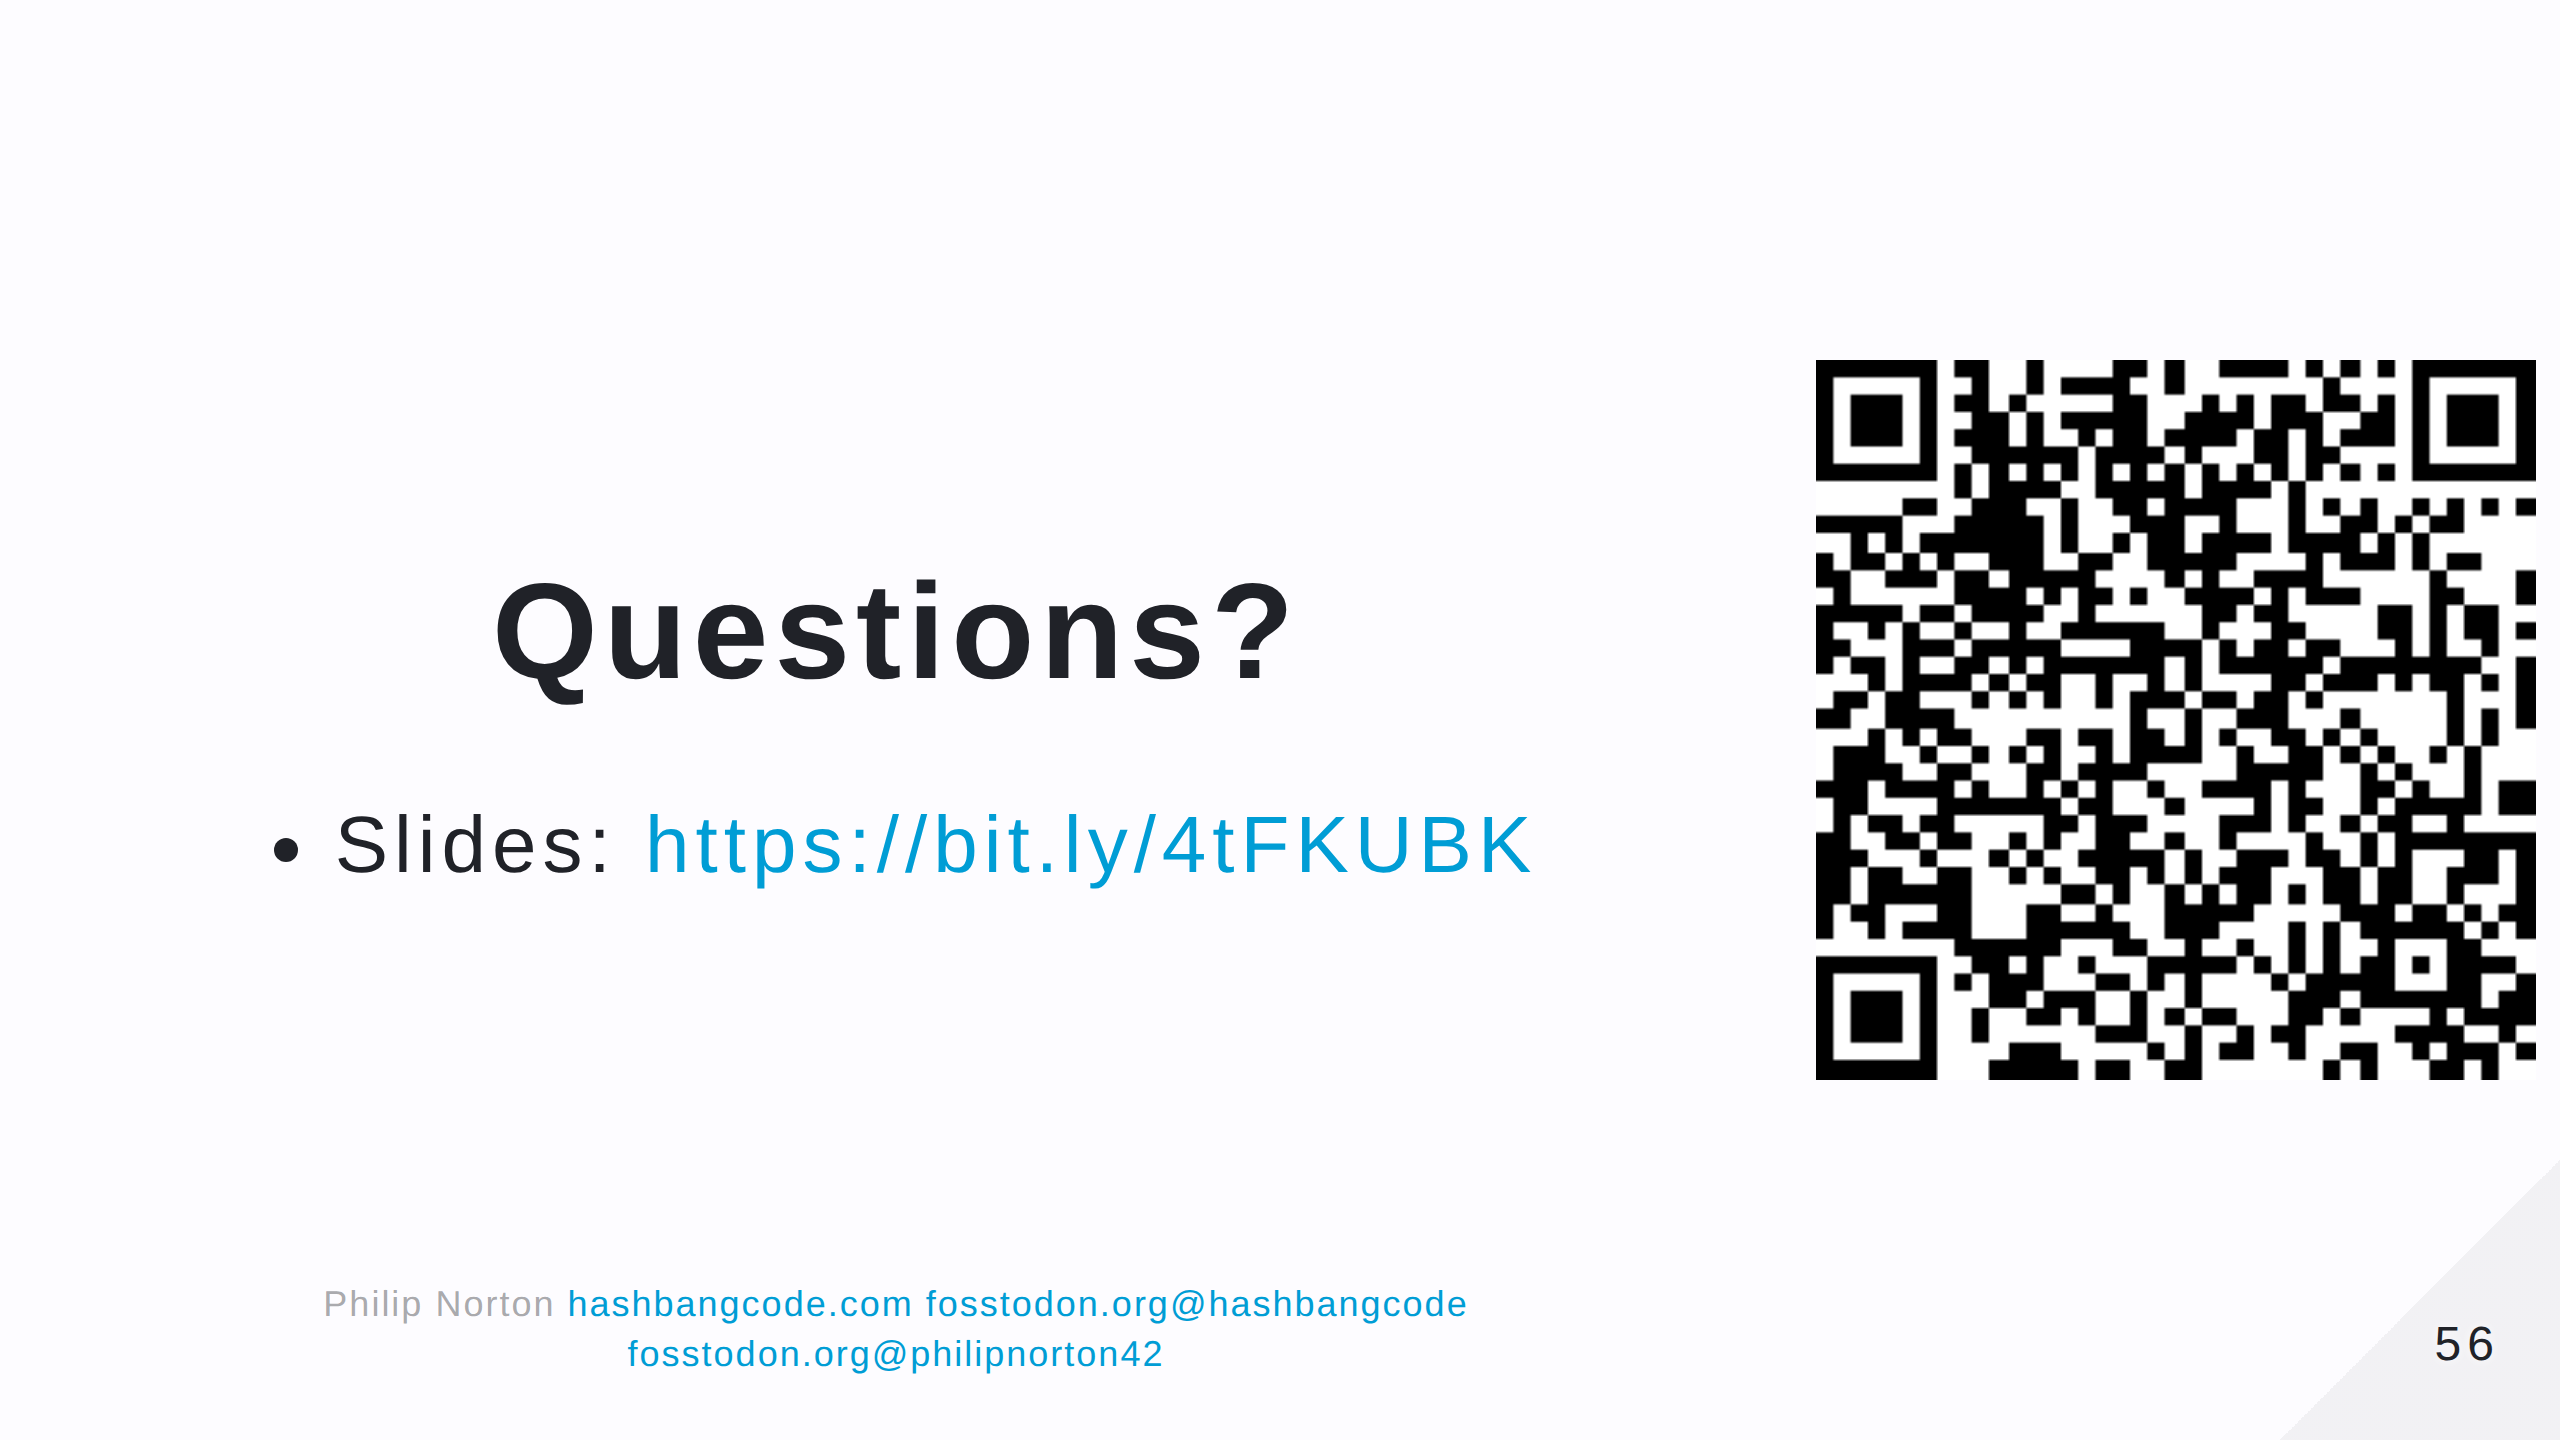 Questions?
• Slides: https://bit.ly/4tFKUBK
Philip Norton hashbangcode.com fosstodon.org@hashbangcode
fosstodon.org@philipnorton42
56